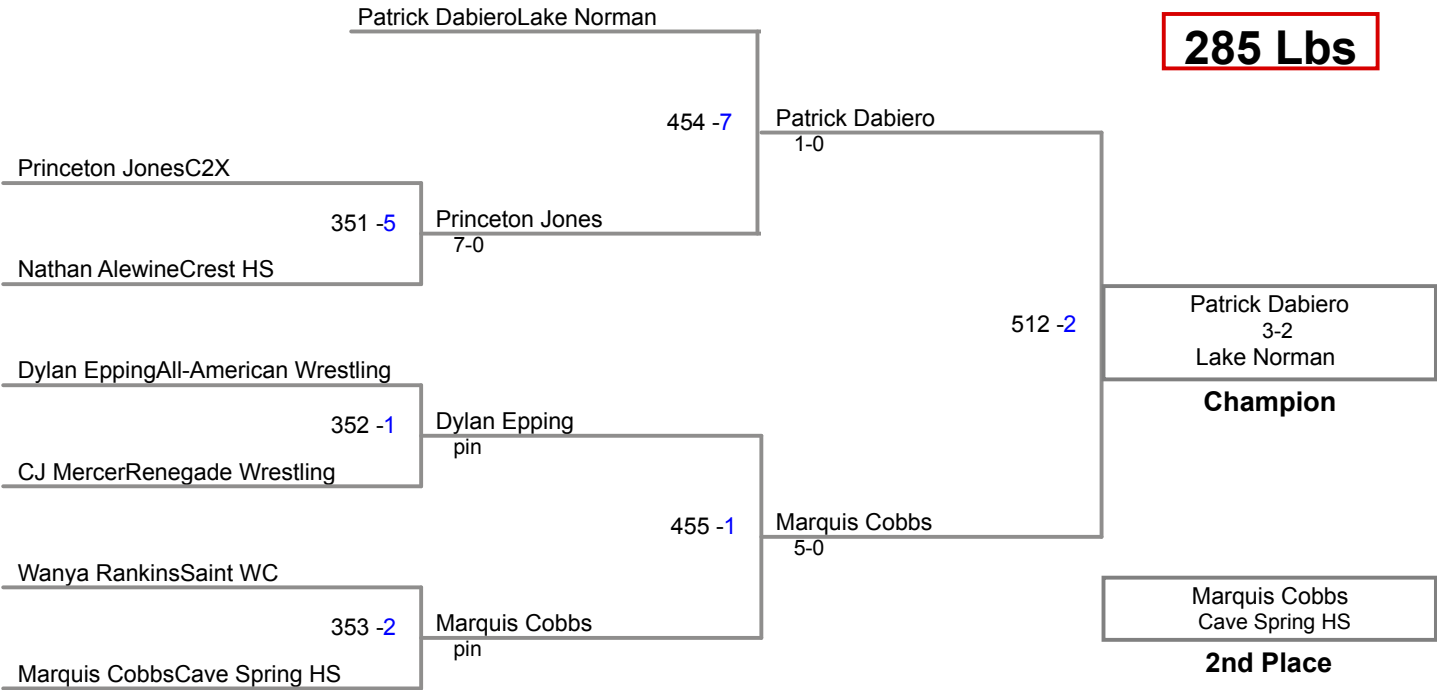 Patrick DabieroLake Norman
285 Lbs
454 -7
Patrick Dabiero
1-0
Princeton JonesC2X
351 -5
Princeton Jones
7-0
Nathan AlewineCrest HS
512 -2
Patrick Dabiero
3-2
Lake Norman
Champion
Dylan EppingAll-American Wrestling
352 -1
Dylan Epping
pin
CJ MercerRenegade Wrestling
455 -1
Marquis Cobbs
5-0
Wanya RankinsSaint WC
353 -2
Marquis Cobbs
pin
Marquis CobbsCave Spring HS
Marquis Cobbs
Cave Spring HS
2nd Place